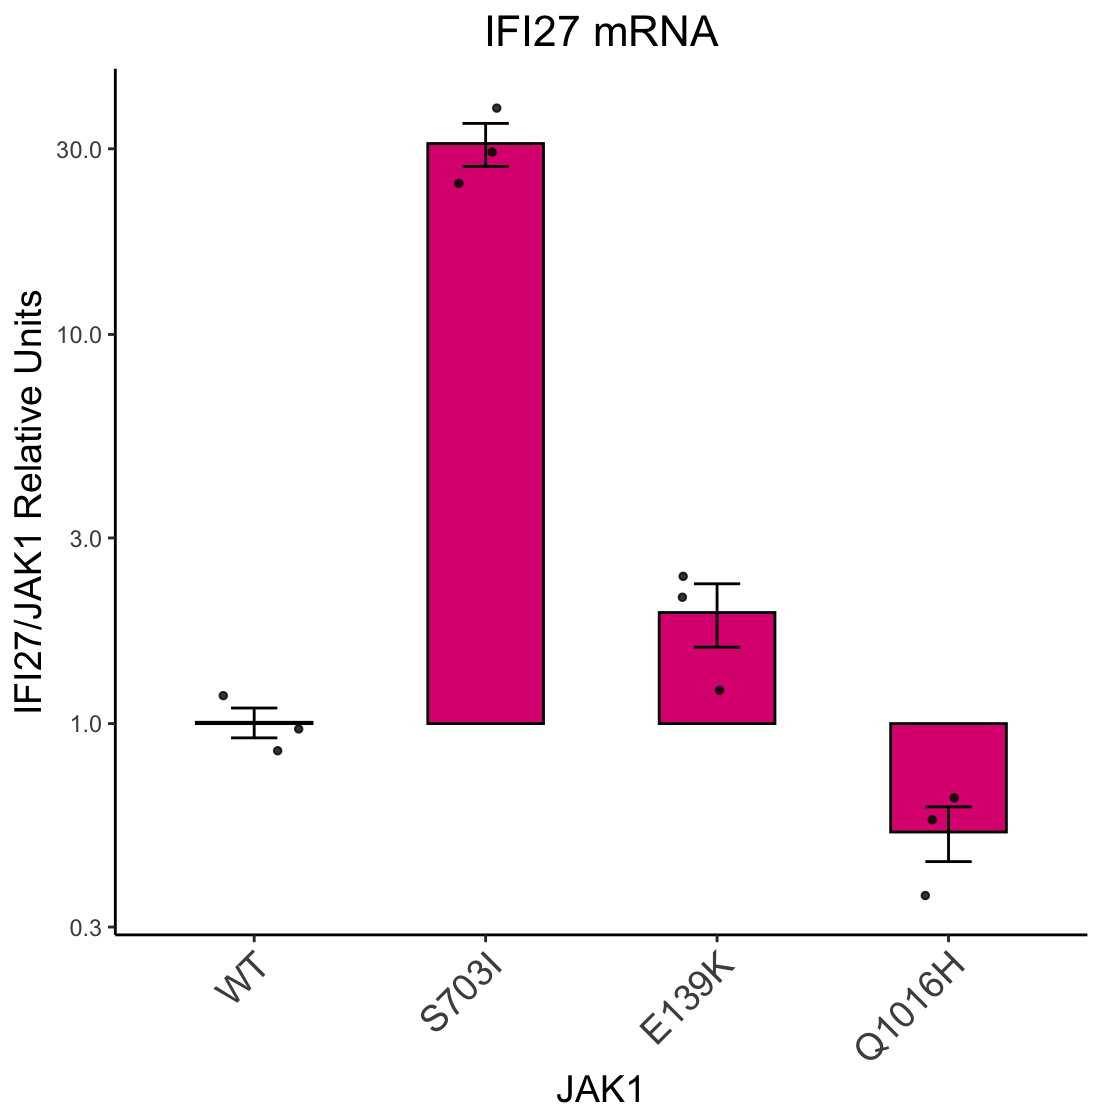 IFI27 mRNA
IFI27/JAK1 Relative Units
30.0
10.0
3.0
1.0
0.3
WT
S703I
E139K
Q1016H
JAK1